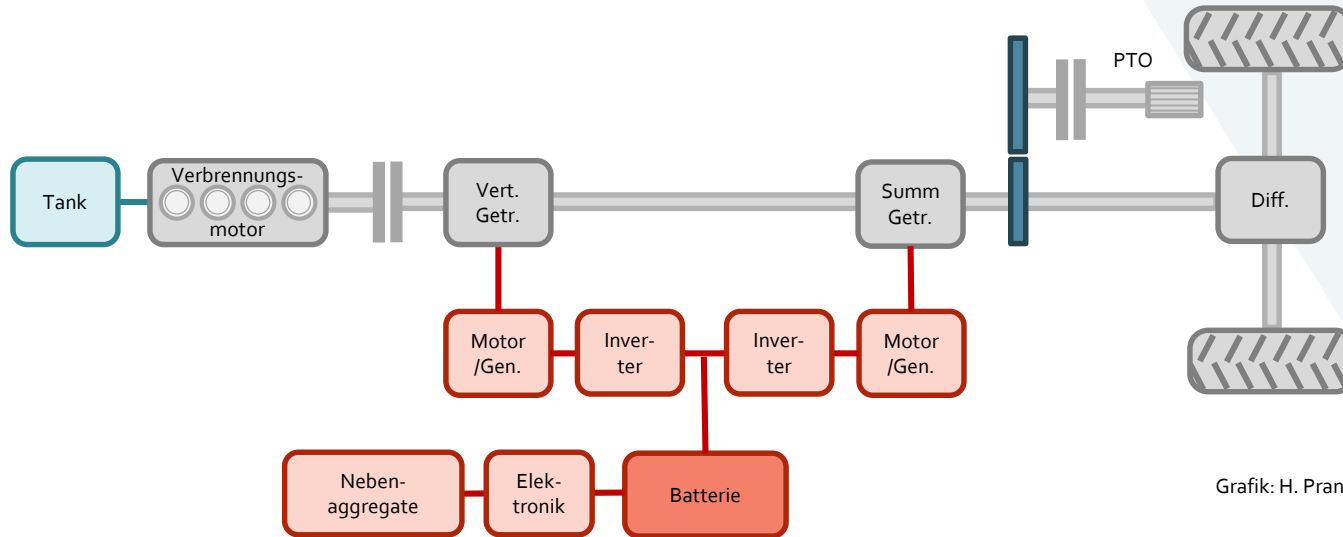 PTO
Tank
Verbrennungs-
motor
Vert.
Getr.
Summ
Getr.
Diff.
Motor
/Gen.
Inver-
ter
Inver-
ter
Motor
/Gen.
Neben-
aggregate
Elek-
tronik
Batterie
Grafik: H. Pran